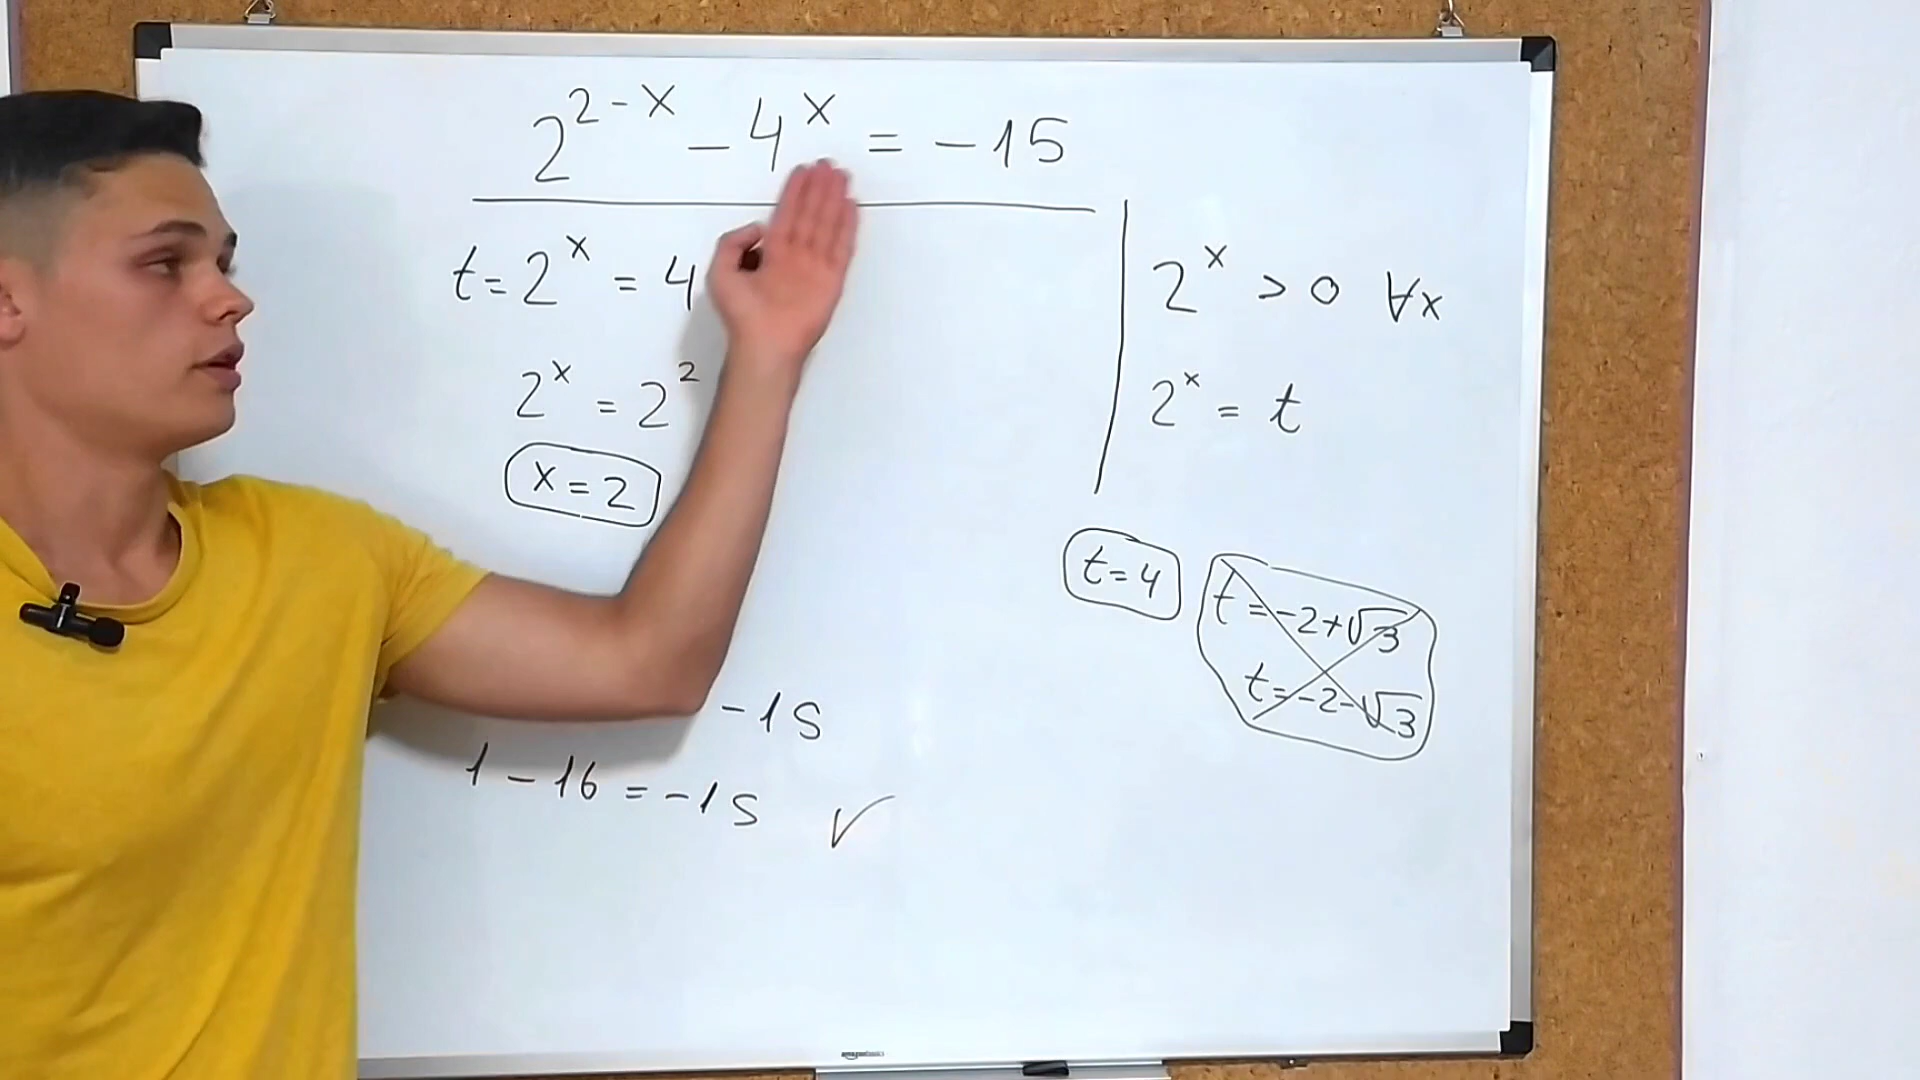 2^{2-x} - 4^x = -15
t = 2^x = 4
2^x = 2^2
x = 2
-15
1 - 16 = -15 ✓
2^x > 0 ∀x
2^x = t
t = 4
t = -2+√3
t = -2-√3